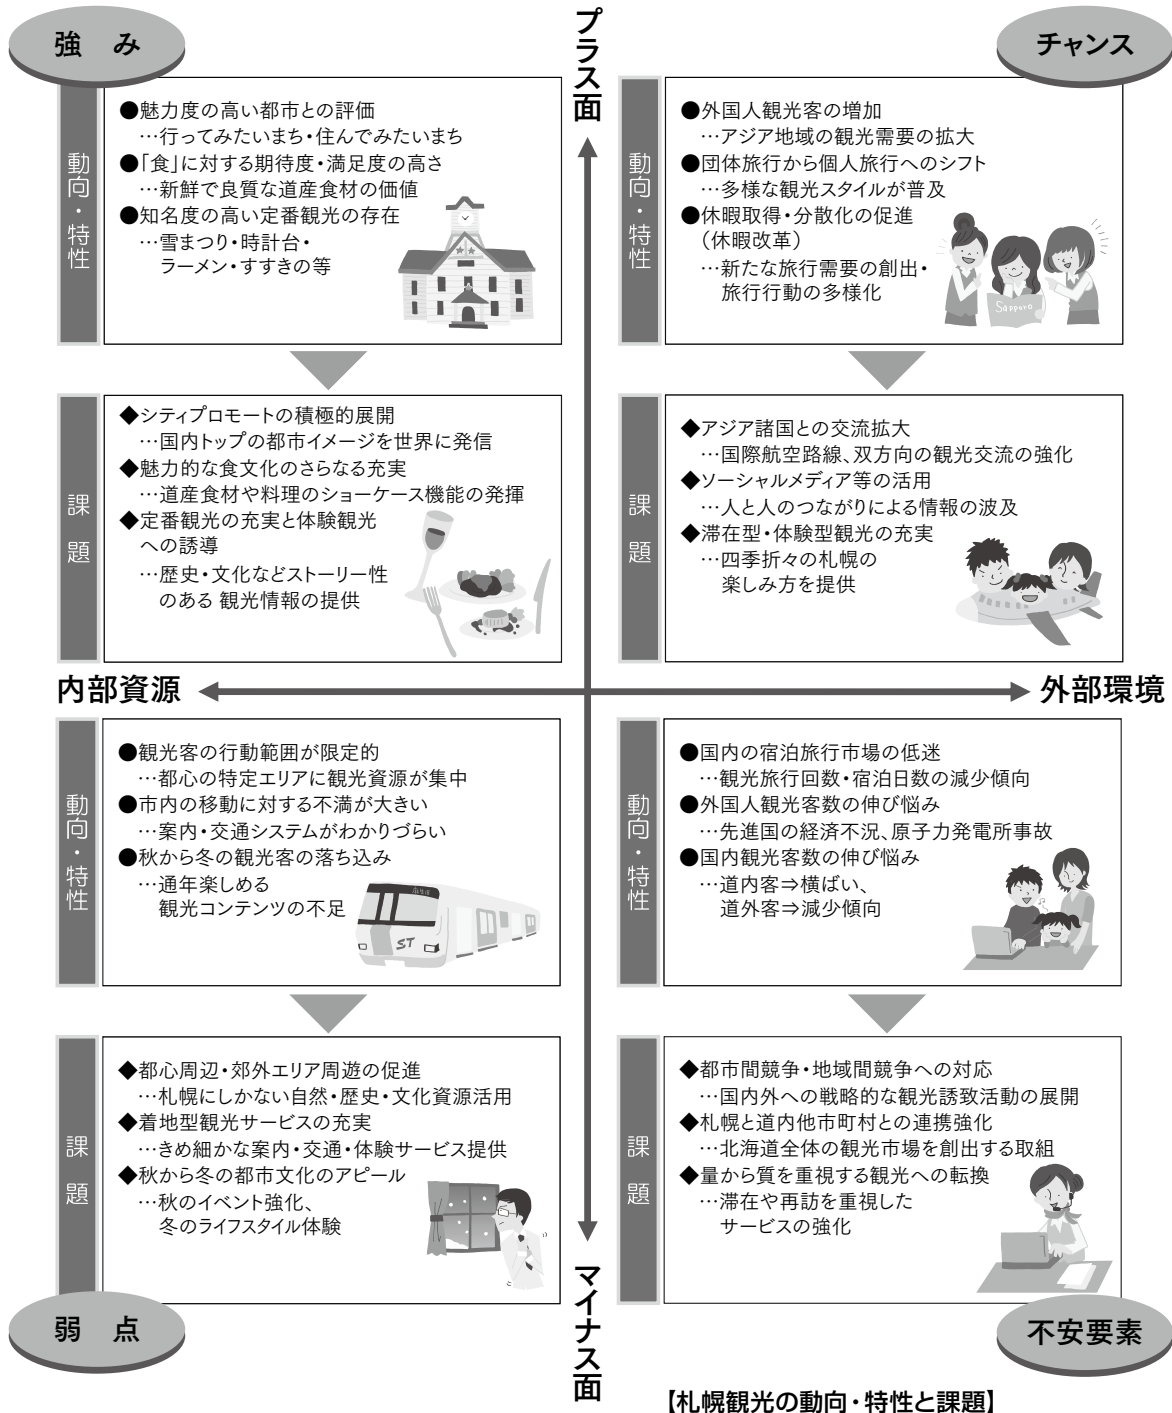 強 み
プラス面
チャンス
動向・特性
●魅力度の高い都市との評価
…行ってみたいまち・住んでみたいまち
●「食」に対する期待度・満足度の高さ
…新鮮で良質な道産食材の価値
●知名度の高い定番観光の存在
…雪まつり・時計台・
ラーメン・すすきの等
動向・特性
●外国人観光客の増加
…アジア地域の観光需要の拡大
●団体旅行から個人旅行へのシフト
…多様な観光スタイルが普及
●休暇取得・分散化の促進
(休暇改革)
…新たな旅行需要の創出・
旅行行動の多様化
Sapporo
課 題
◆シティプロモートの積極的展開
…国内トップの都市イメージを世界に発信
◆魅力的な食文化のさらなる充実
…道産食材や料理のショーケース機能の発揮
◆定番観光の充実と体験観光
への誘導
…歴史・文化などストーリー性
のある 観光情報の提供
課 題
◆アジア諸国との交流拡大
…国際航空路線、双方向の観光交流の強化
◆ソーシャルメディア等の活用
…人と人のつながりによる情報の波及
◆滞在型・体験型観光の充実
…四季折々の札幌の
楽しみ方を提供
内部資源
外部環境
動向・特性
●観光客の行動範囲が限定的
…都心の特定エリアに観光資源が集中
●市内の移動に対する不満が大きい
…案内・交通システムがわかりづらい
●秋から冬の観光客の落ち込み
…通年楽しめる
観光コンテンツの不足
ST
動向・特性
●国内の宿泊旅行市場の低迷
…観光旅行回数・宿泊日数の減少傾向
●外国人観光客数の伸び悩み
…先進国の経済不況、原子力発電所事故
●国内観光客数の伸び悩み
…道内客⇒横ばい、
道外客⇒減少傾向
課 題
◆都心周辺・郊外エリア周遊の促進
…札幌にしかない自然・歴史・文化資源活用
◆着地型観光サービスの充実
…きめ細かな案内・交通・体験サービス提供
◆秋から冬の都市文化のアピール
…秋のイベント強化、
冬のライフスタイル体験
課 題
◆都市間競争・地域間競争への対応
…国内外への戦略的な観光誘致活動の展開
◆札幌と道内他市町村との連携強化
…北海道全体の観光市場を創出する取組
◆量から質を重視する観光への転換
…滞在や再訪を重視した
サービスの強化
弱 点
マイナス面
不安要素
【札幌観光の動向・特性と課題】